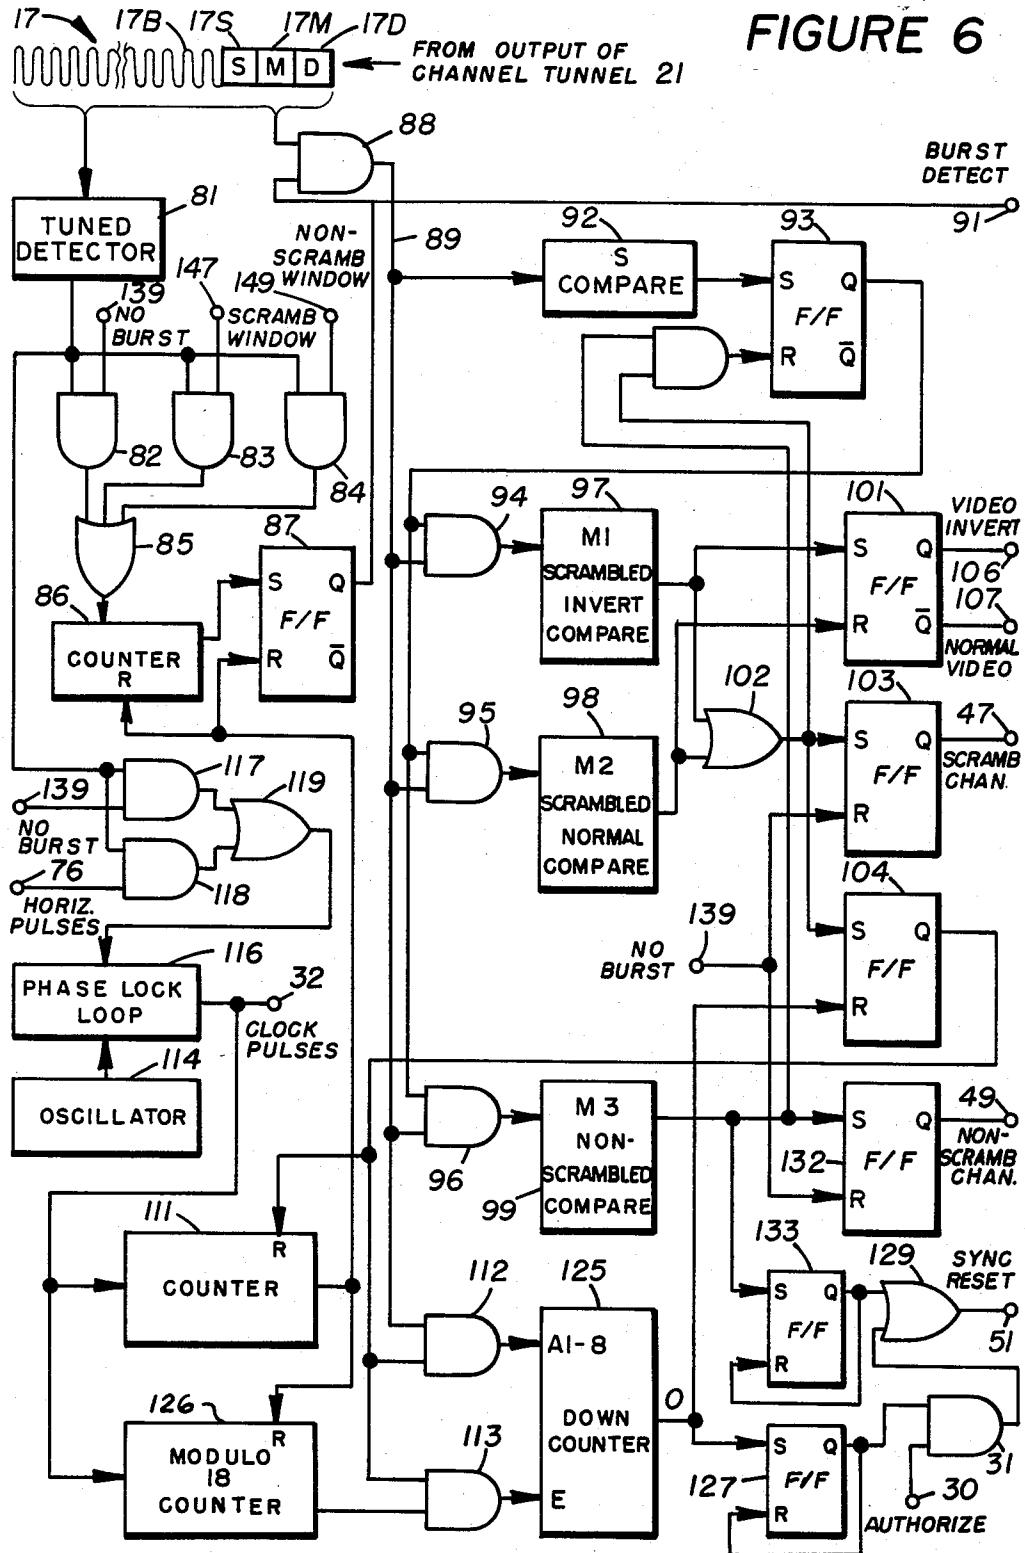 FIGURE 6
17
17B
17S
17M
17D
S M D
FROM OUTPUT OF
CHANNEL TUNNEL 21
88
BURST
DETECT
91
81
TUNED
DETECTOR
NON-
SCRAMB
WINDOW
89
92
S
COMPARE
93
S Q
F/F
R Q̅
139
NO
BURST
147
SCRAMB
WINDOW
149
82
83
84
85
86
COUNTER
R
87
S Q
F/F
R Q̅
94
97
M1
SCRAMBLED
INVERT
COMPARE
101
S Q
F/F
R Q̅
VIDEO
INVERT
106
107
NORMAL
VIDEO
95
98
M2
SCRAMBLED
NORMAL
COMPARE
102
103
S Q
F/F
R
47
SCRAMB
CHAN.
117
119
139
NO
BURST
76
118
HORIZ.
PULSES
104
S Q
F/F
R
139
NO
BURST
116
PHASE LOCK
LOOP
32
CLOCK
PULSES
114
OSCILLATOR
96
M3
NON-
SCRAMBLED
COMPARE
99
S Q
F/F
R
132
49
NON-
SCRAMB
CHAN.
111
R
COUNTER
112
125
A1-8
DOWN
COUNTER
E
O
133
S Q
F/F
R
129
SYNC
RESET
51
126
R
MODULO
18
COUNTER
113
127
S Q
F/F
R
31
30
AUTHORIZE